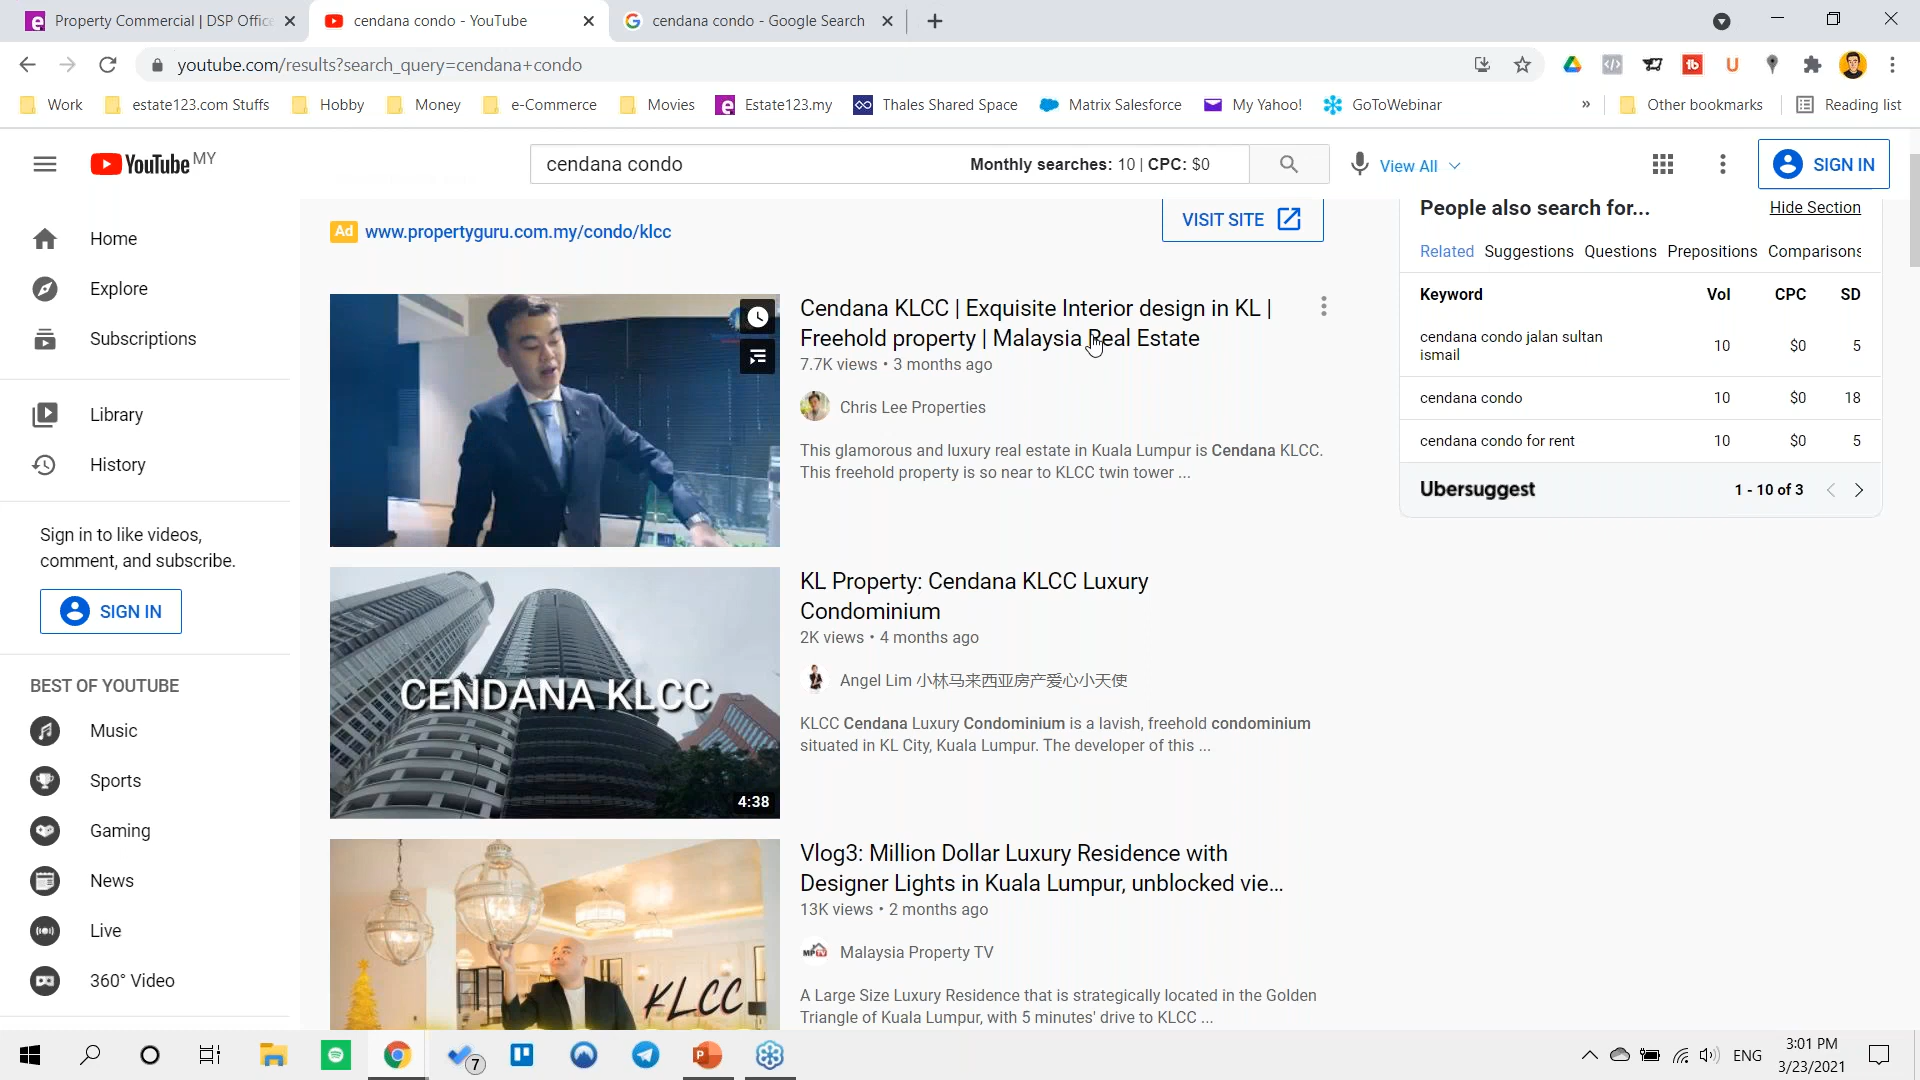 Property Commercial | DSP Office
cendana condo - YouTube
cendana condo - Google Search
youtube.com/results?search_query=cendana+condo
Work
estate123.com Stuffs
Hobby
Money
e-Commerce
Movies
Estate123.my
Thales Shared Space
Matrix Salesforce
My Yahoo!
GoToWebinar
»
Other bookmarks
Reading list
YouTube MY
cendana condo
Monthly searches: 10 | CPC: $0
View All
SIGN IN
Home
Explore
Subscriptions
Library
History
Sign in to like videos,
comment, and subscribe.
SIGN IN
BEST OF YOUTUBE
Music
Sports
Gaming
News
Live
360° Video
Ad www.propertyguru.com.my/condo/klcc
VISIT SITE
Cendana KLCC | Exquisite Interior design in KL |
Freehold property | Malaysia Real Estate
7.7K views • 3 months ago
Chris Lee Properties
This glamorous and luxury real estate in Kuala Lumpur is Cendana KLCC.
This freehold property is so near to KLCC twin tower ...
CENDANA KLCC
4:38
KL Property: Cendana KLCC Luxury
Condominium
2K views • 4 months ago
Angel Lim 小林马来西亚房产爱心小天使
KLCC Cendana Luxury Condominium is a lavish, freehold condominium
situated in KL City, Kuala Lumpur. The developer of this ...
KLCC
Vlog3: Million Dollar Luxury Residence with
Designer Lights in Kuala Lumpur, unblocked vie...
13K views • 2 months ago
MPTV
Malaysia Property TV
A Large Size Luxury Residence that is strategically located in the Golden
Triangle of Kuala Lumpur, with 5 minutes' drive to KLCC ...
People also search for...
Hide Section
Related Suggestions Questions Prepositions Comparisons
Keyword Vol CPC SD
cendana condo jalan sultan
ismail 10 $0 5
cendana condo 10 $0 18
cendana condo for rent 10 $0 5
Ubersuggest
1 - 10 of 3
7
ENG
3:01 PM
3/23/2021